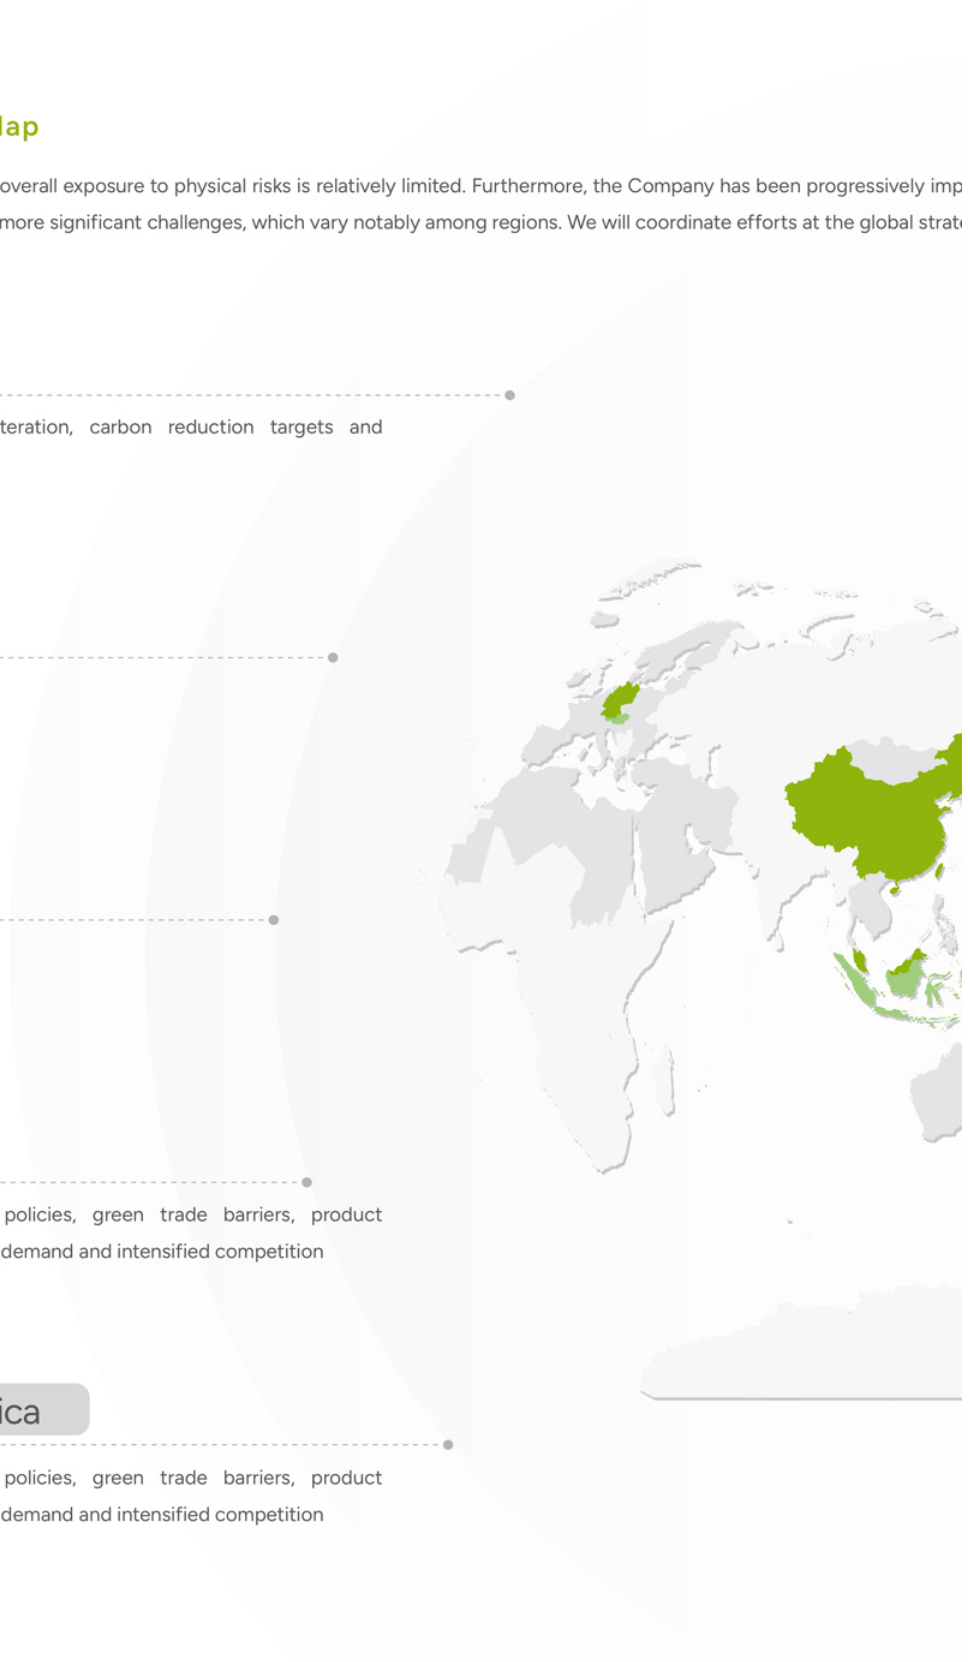 lap
overall exposure to physical risks is relatively limited. Furthermore, the Company has been progressively imp
more significant challenges, which vary notably among regions. We will coordinate efforts at the global strate
teration, carbon reduction targets and
policies, green trade barriers, product
demand and intensified competition
ica
policies, green trade barriers, product
demand and intensified competition